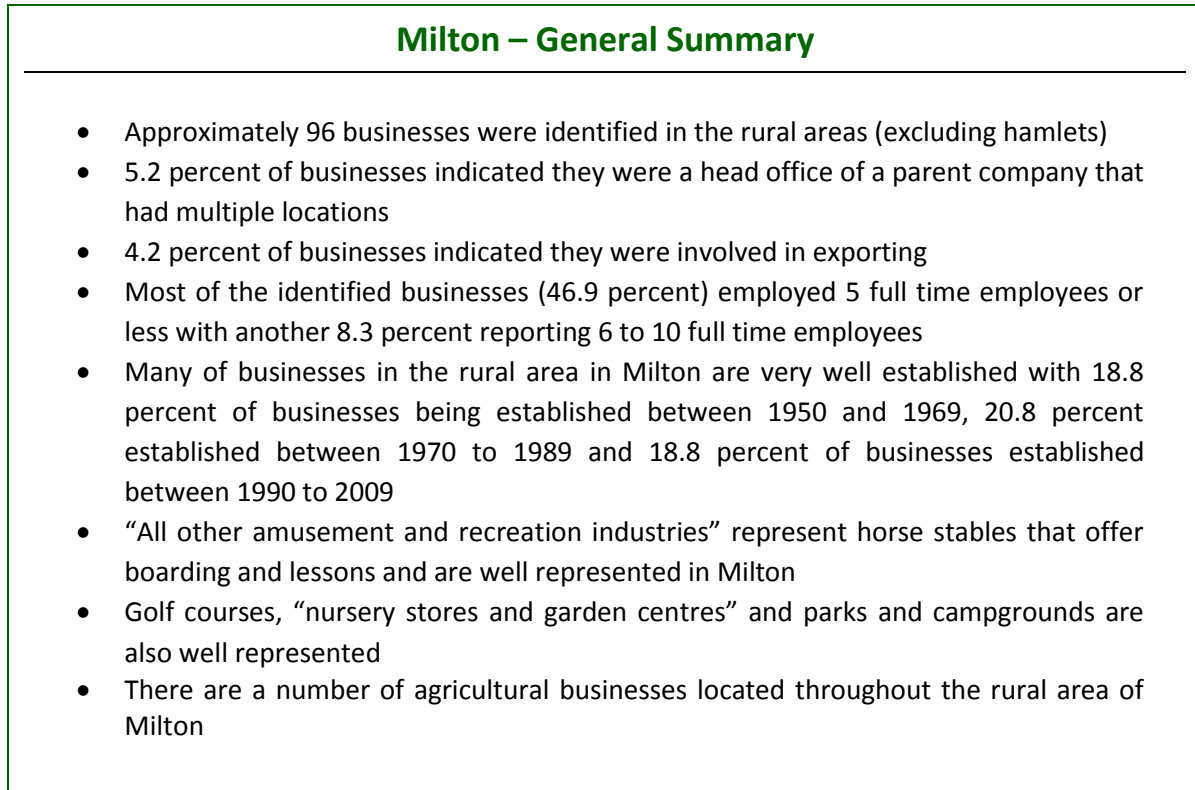 Milton – General Summary
• Approximately 96 businesses were identified in the rural areas (excluding hamlets)
• 5.2 percent of businesses indicated they were a head office of a parent company that
had multiple locations
• 4.2 percent of businesses indicated they were involved in exporting
• Most of the identified businesses (46.9 percent) employed 5 full time employees or
less with another 8.3 percent reporting 6 to 10 full time employees
• Many of businesses in the rural area in Milton are very well established with 18.8
percent of businesses being established between 1950 and 1969, 20.8 percent
established between 1970 to 1989 and 18.8 percent of businesses established
between 1990 to 2009
• “All other amusement and recreation industries” represent horse stables that offer
boarding and lessons and are well represented in Milton
• Golf courses, “nursery stores and garden centres” and parks and campgrounds are
also well represented
• There are a number of agricultural businesses located throughout the rural area of
Milton